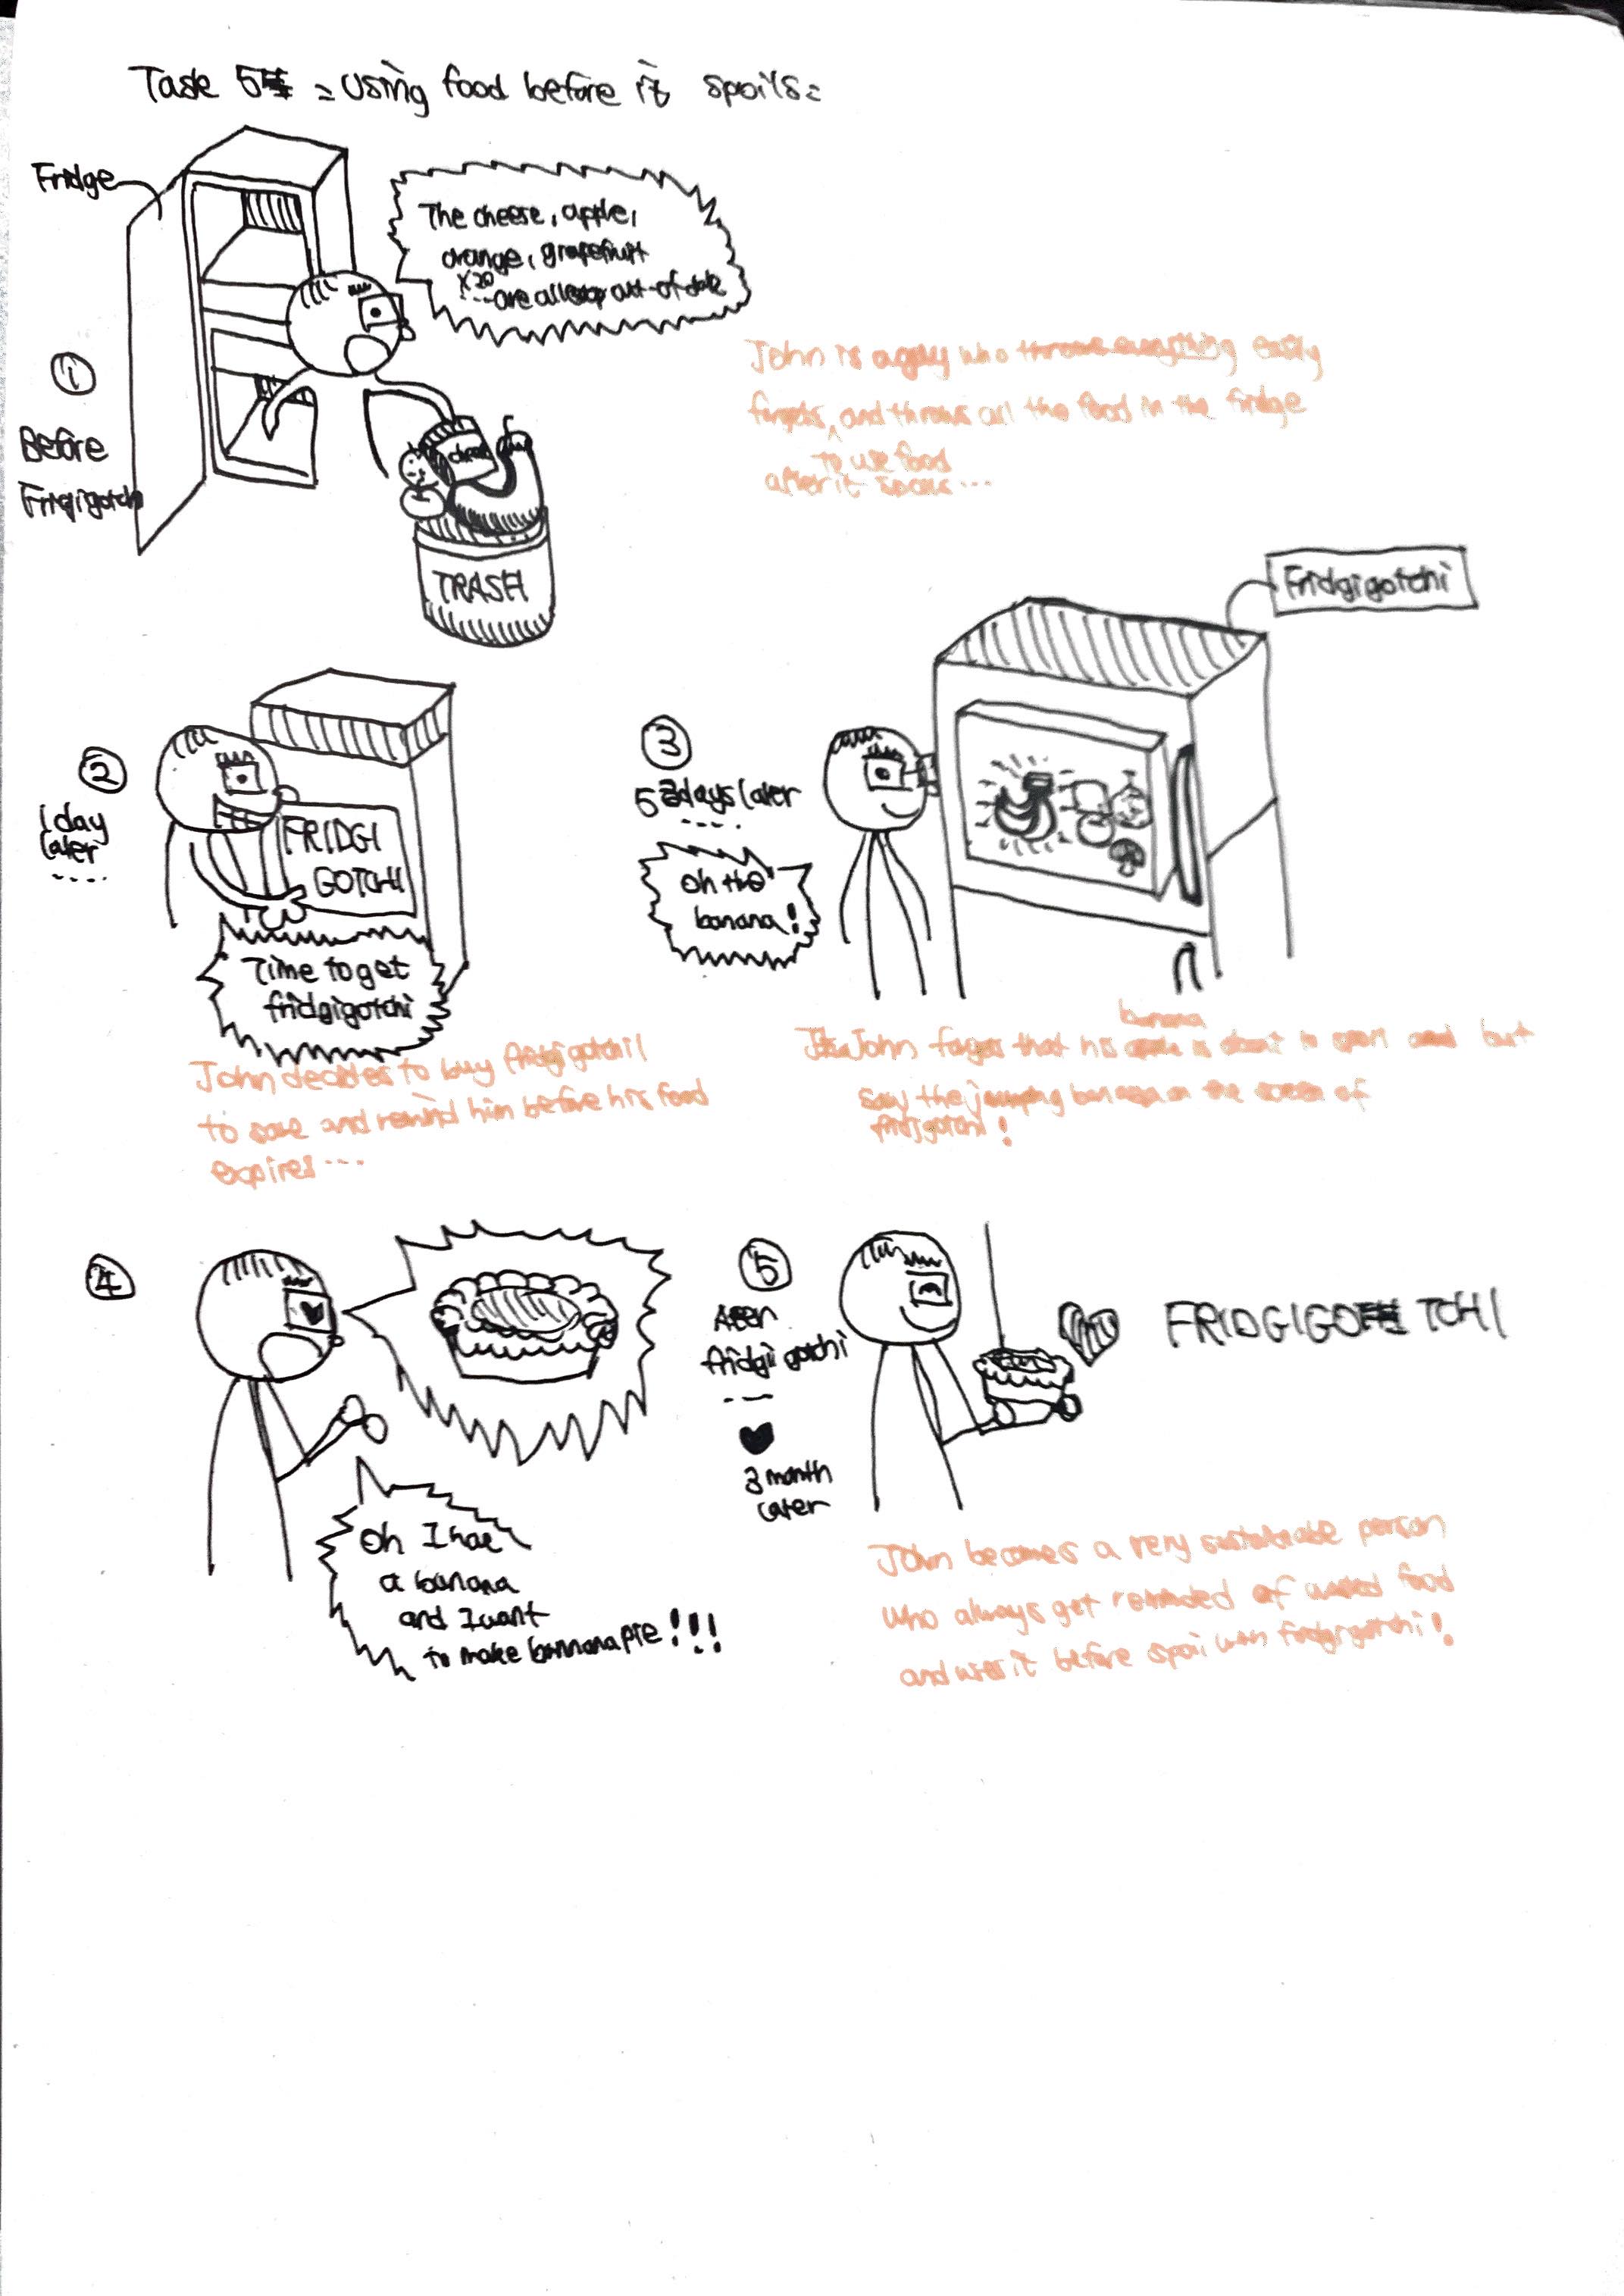 Task 5 = Using food before it spoils =
Fridge
The cheese, apple,
orange, grapefruit
x20
... are all out-of-date
①
Before
Fridgigotchi
TRASH
John is a guy who throws everything easily
forgets, and throws all the food in the fridge
to use food
after it spoils ...
Fridgigotchi
②
1 day
later
....
FRIDGI
GOTCHI
Time to get
fridgigotchi
John decides to buy fridgigotchi
to save and remind him before his food
expires ...
③
5 days later
....
Oh the
banana!
banana
John forgets that his is about to spoil but
saw the jumping banana on the screen of
fridgigotchi!
④
Oh I have
a banana
and I want
to make bannana pie!!!
⑤
After
fridgigotchi
---
3 month
later
FRIDGIGOTCHI
John becomes a very sustainable person
who always get reminded of wasted food
and uses it before spoil with fridgigotchi!